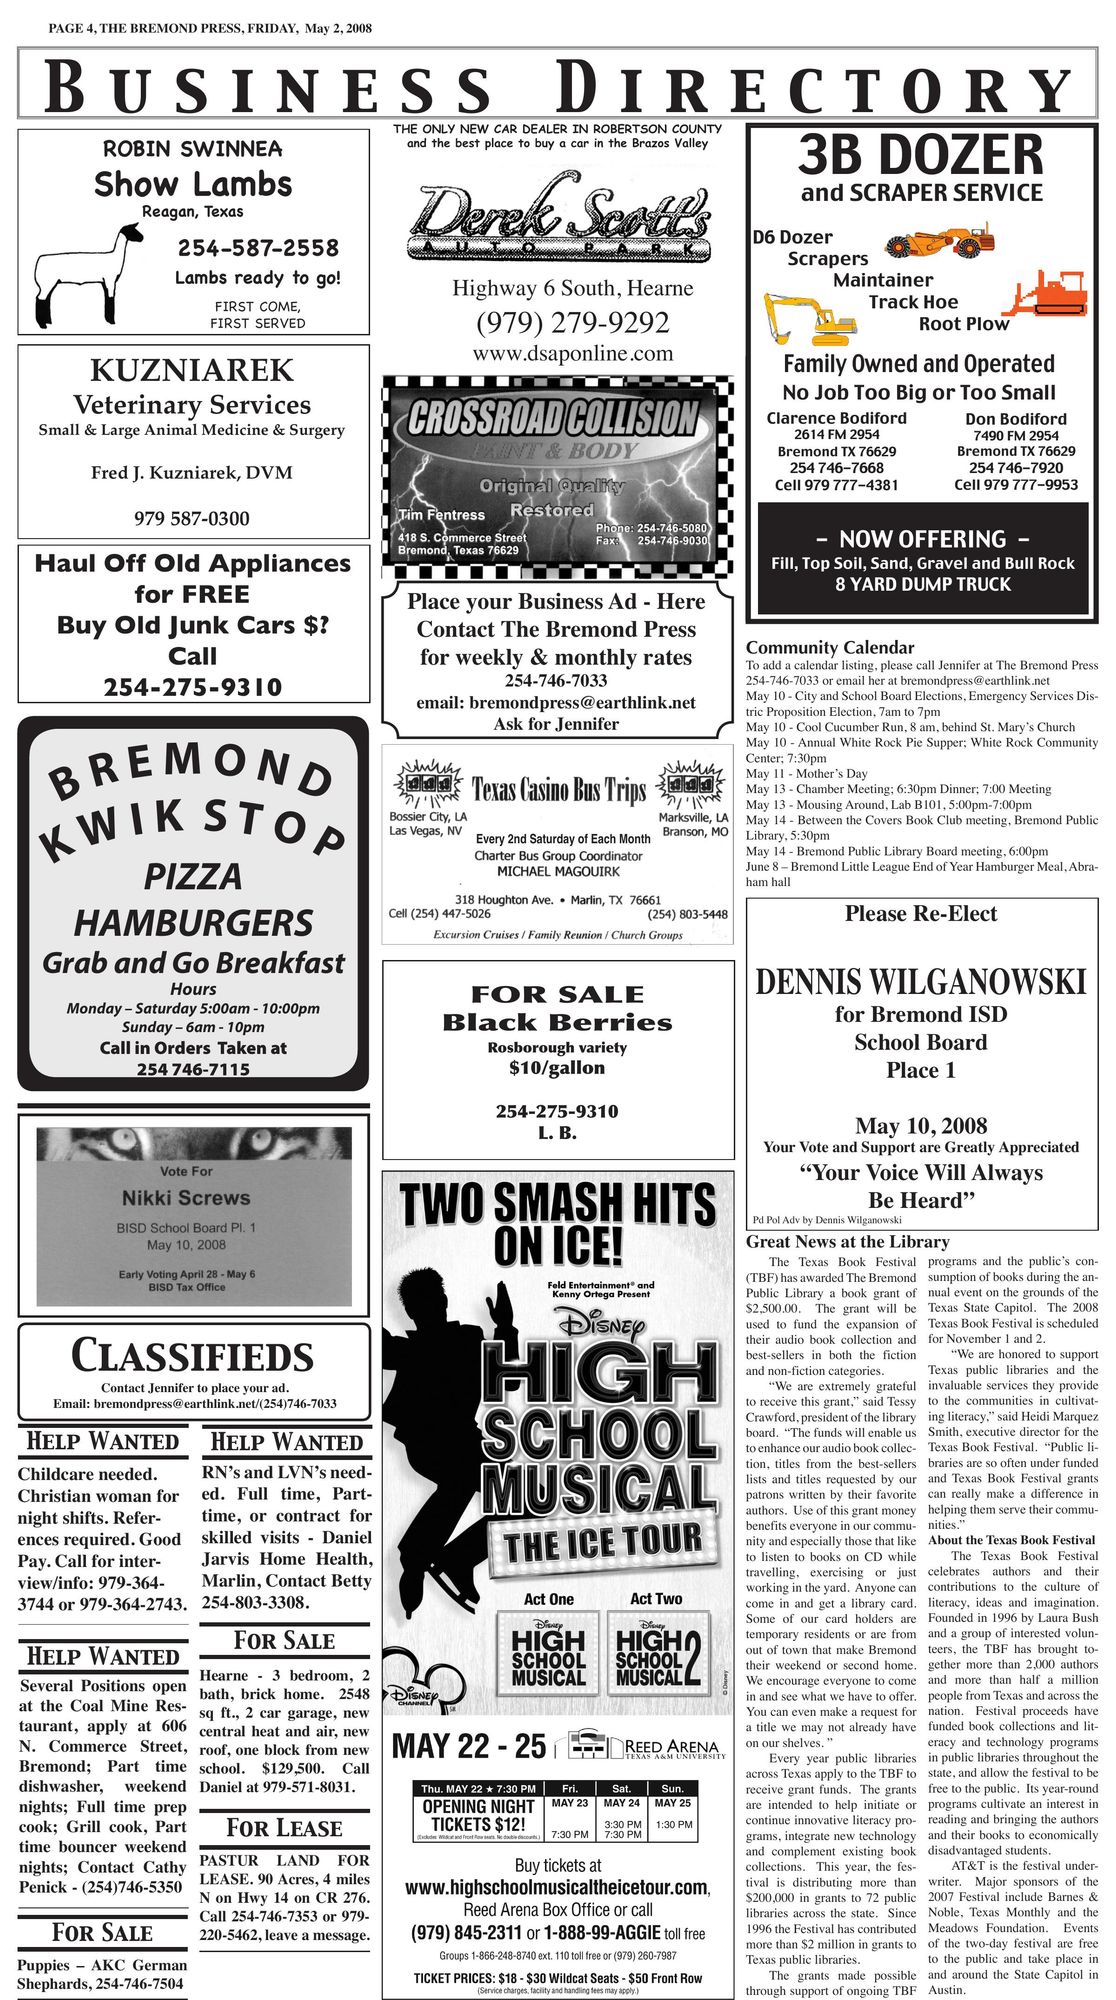 PAGE 4, THE BREMOND PRESS, FRIDAY, May 2, 2008
BUSINESS DIRECTORY
ROBIN SWINNEA
Show Lambs
Reagan, Texas
254-587-2558
Lambs ready to go!
FIRST COME,
FIRST SERVED
KUZNIAREK
Veterinary Services
Small & Large Animal Medicine & Surgery
Fred J. Kuzniarek, DVM
979 587-0300
Haul Off Old Appliances
for FREE
Buy Old Junk Cars $?
Call
254-275-9310
BREMOND
KWIK STOP
PIZZA
HAMBURGERS
Grab and Go Breakfast
Hours
Monday – Saturday 5:00am - 10:00pm
Sunday – 6am - 10pm
Call in Orders Taken at
254 746-7115
Vote For
Nikki Screws
BISD School Board Pl. 1
May 10, 2008
Early Voting April 28 - May 6
BISD Tax Office
CLASSIFIEDS
Contact Jennifer to place your ad.
Email: bremondpress@earthlink.net/(254)746-7033
HELP WANTED
Childcare needed.
Christian woman for
night shifts. Refer-
ences required. Good
Pay. Call for inter-
view/info: 979-364-
3744 or 979-364-2743.
HELP WANTED
Several Positions open
at the Coal Mine Res-
taurant, apply at 606
N. Commerce Street,
Bremond; Part time
dishwasher, weekend
nights; Full time prep
cook; Grill cook, Part
time bouncer weekend
nights; Contact Cathy
Penick - (254)746-5350
FOR SALE
Puppies – AKC German
Shephards, 254-746-7504
HELP WANTED
RN's and LVN's need-
ed. Full time, Part-
time, or contract for
skilled visits - Daniel
Jarvis Home Health,
Marlin, Contact Betty
254-803-3308.
FOR SALE
Hearne - 3 bedroom, 2
bath, brick home. 2548
sq ft., 2 car garage, new
central heat and air, new
roof, one block from new
school. $129,500. Call
Daniel at 979-571-8031.
FOR LEASE
PASTUR LAND FOR
LEASE. 90 Acres, 4 miles
N on Hwy 14 on CR 276.
Call 254-746-7353 or 979-
220-5462, leave a message.
THE ONLY NEW CAR DEALER IN ROBERTSON COUNTY
and the best place to buy a car in the Brazos Valley
Derek Scott's
AUTO PARK
Highway 6 South, Hearne
(979) 279-9292
www.dsaponline.com
CROSSROAD COLLISION
PAINT & BODY
Original Quality
Restored
Tim Fentress
418 S. Commerce Street
Bremond, Texas 76629
Phone: 254-746-5080
Fax: 254-746-9030
Place your Business Ad - Here
Contact The Bremond Press
for weekly & monthly rates
254-746-7033
email: bremondpress@earthlink.net
Ask for Jennifer
Texas Casino Bus Trips
Bossier City, LA
Las Vegas, NV
Marksville, LA
Branson, MO
Every 2nd Saturday of Each Month
Charter Bus Group Coordinator
MICHAEL MAGOUIRK
318 Houghton Ave. • Marlin, TX 76661
Cell (254) 447-5026 (254) 803-5448
Excursion Cruises / Family Reunion / Church Groups
FOR SALE
Black Berries
Rosborough variety
$10/gallon
254-275-9310
L. B.
TWO SMASH HITS
ON ICE!
Feld Entertainment® and
Kenny Ortega Present
Disney
HIGH
SCHOOL
MUSICAL
THE ICE TOUR
Act One
Disney
HIGH
SCHOOL
MUSICAL
Act Two
Disney
HIGH
SCHOOL
MUSICAL 2
© Disney
Disney
CHANNEL
MAY 22 - 25
REED ARENA
TEXAS A&M UNIVERSITY
Thu. MAY 22 ★ 7:30 PM
OPENING NIGHT
TICKETS $12!
(Excludes Wildcat and Front Row seats. No double discounts.)
Fri.
MAY 23
7:30 PM
Sat.
MAY 24
3:30 PM
7:30 PM
Sun.
MAY 25
1:30 PM
Buy tickets at
www.highschoolmusicaltheicetour.com,
Reed Arena Box Office or call
(979) 845-2311 or 1-888-99-AGGIE toll free
Groups 1-866-248-8740 ext. 110 toll free or (979) 260-7987
TICKET PRICES: $18 - $30 Wildcat Seats - $50 Front Row
(Service charges, facility and handling fees may apply.)
3B DOZER
and SCRAPER SERVICE
D6 Dozer
Scrapers
Maintainer
Track Hoe
Root Plow
Family Owned and Operated
No Job Too Big or Too Small
Clarence Bodiford
2614 FM 2954
Bremond TX 76629
254 746-7668
Cell 979 777-4381
Don Bodiford
7490 FM 2954
Bremond TX 76629
254 746-7920
Cell 979 777-9953
- NOW OFFERING -
Fill, Top Soil, Sand, Gravel and Bull Rock
8 YARD DUMP TRUCK
Community Calendar
To add a calendar listing, please call Jennifer at The Bremond Press
254-746-7033 or email her at bremondpress@earthlink.net
May 10 - City and School Board Elections, Emergency Services Dis-
tric Proposition Election, 7am to 7pm
May 10 - Cool Cucumber Run, 8 am, behind St. Mary's Church
May 10 - Annual White Rock Pie Supper; White Rock Community
Center; 7:30pm
May 11 - Mother's Day
May 13 - Chamber Meeting; 6:30pm Dinner; 7:00 Meeting
May 13 - Mousing Around, Lab B101, 5:00pm-7:00pm
May 14 - Between the Covers Book Club meeting, Bremond Public
Library, 5:30pm
May 14 - Bremond Public Library Board meeting, 6:00pm
June 8 – Bremond Little League End of Year Hamburger Meal, Abra-
ham hall
Please Re-Elect
DENNIS WILGANOWSKI
for Bremond ISD
School Board
Place 1
May 10, 2008
Your Vote and Support are Greatly Appreciated
"Your Voice Will Always
Be Heard"
Pd Pol Adv by Dennis Wilganowski
Great News at the Library
The Texas Book Festival
(TBF) has awarded The Bremond
Public Library a book grant of
$2,500.00. The grant will be
used to fund the expansion of
their audio book collection and
best-sellers in both the fiction
and non-fiction categories.
"We are extremely grateful
to receive this grant," said Tessy
Crawford, president of the library
board. "The funds will enable us
to enhance our audio book collec-
tion, titles from the best-sellers
lists and titles requested by our
patrons written by their favorite
authors. Use of this grant money
benefits everyone in our commu-
nity and especially those that like
to listen to books on CD while
travelling, exercising or just
working in the yard. Anyone can
come in and get a library card.
Some of our card holders are
temporary residents or are from
out of town that make Bremond
their weekend or second home.
We encourage everyone to come
in and see what we have to offer.
You can even make a request for
a title we may not already have
on our shelves. "
Every year public libraries
across Texas apply to the TBF to
receive grant funds. The grants
are intended to help initiate or
continue innovative literacy pro-
grams, integrate new technology
and complement existing book
collections. This year, the fes-
tival is distributing more than
$200,000 in grants to 72 public
libraries across the state. Since
1996 the Festival has contributed
more than $2 million in grants to
Texas public libraries.
The grants made possible
through support of ongoing TBF
programs and the public's con-
sumption of books during the an-
nual event on the grounds of the
Texas State Capitol. The 2008
Texas Book Festival is scheduled
for November 1 and 2.
"We are honored to support
Texas public libraries and the
invaluable services they provide
to the communities in cultivat-
ing literacy," said Heidi Marquez
Smith, executive director for the
Texas Book Festival. "Public li-
braries are so often under funded
and Texas Book Festival grants
can really make a difference in
helping them serve their commu-
nities."
About the Texas Book Festival
The Texas Book Festival
celebrates authors and their
contributions to the culture of
literacy, ideas and imagination.
Founded in 1996 by Laura Bush
and a group of interested volun-
teers, the TBF has brought to-
gether more than 2,000 authors
and more than half a million
people from Texas and across the
nation. Festival proceeds have
funded book collections and lit-
eracy and technology programs
in public libraries throughout the
state, and allow the festival to be
free to the public. Its year-round
programs cultivate an interest in
reading and bringing the authors
and their books to economically
disadvantaged students.
AT&T is the festival under-
writer. Major sponsors of the
2007 Festival include Barnes &
Noble, Texas Monthly and the
Meadows Foundation. Events
of the two-day festival are free
to the public and take place in
and around the State Capitol in
Austin.